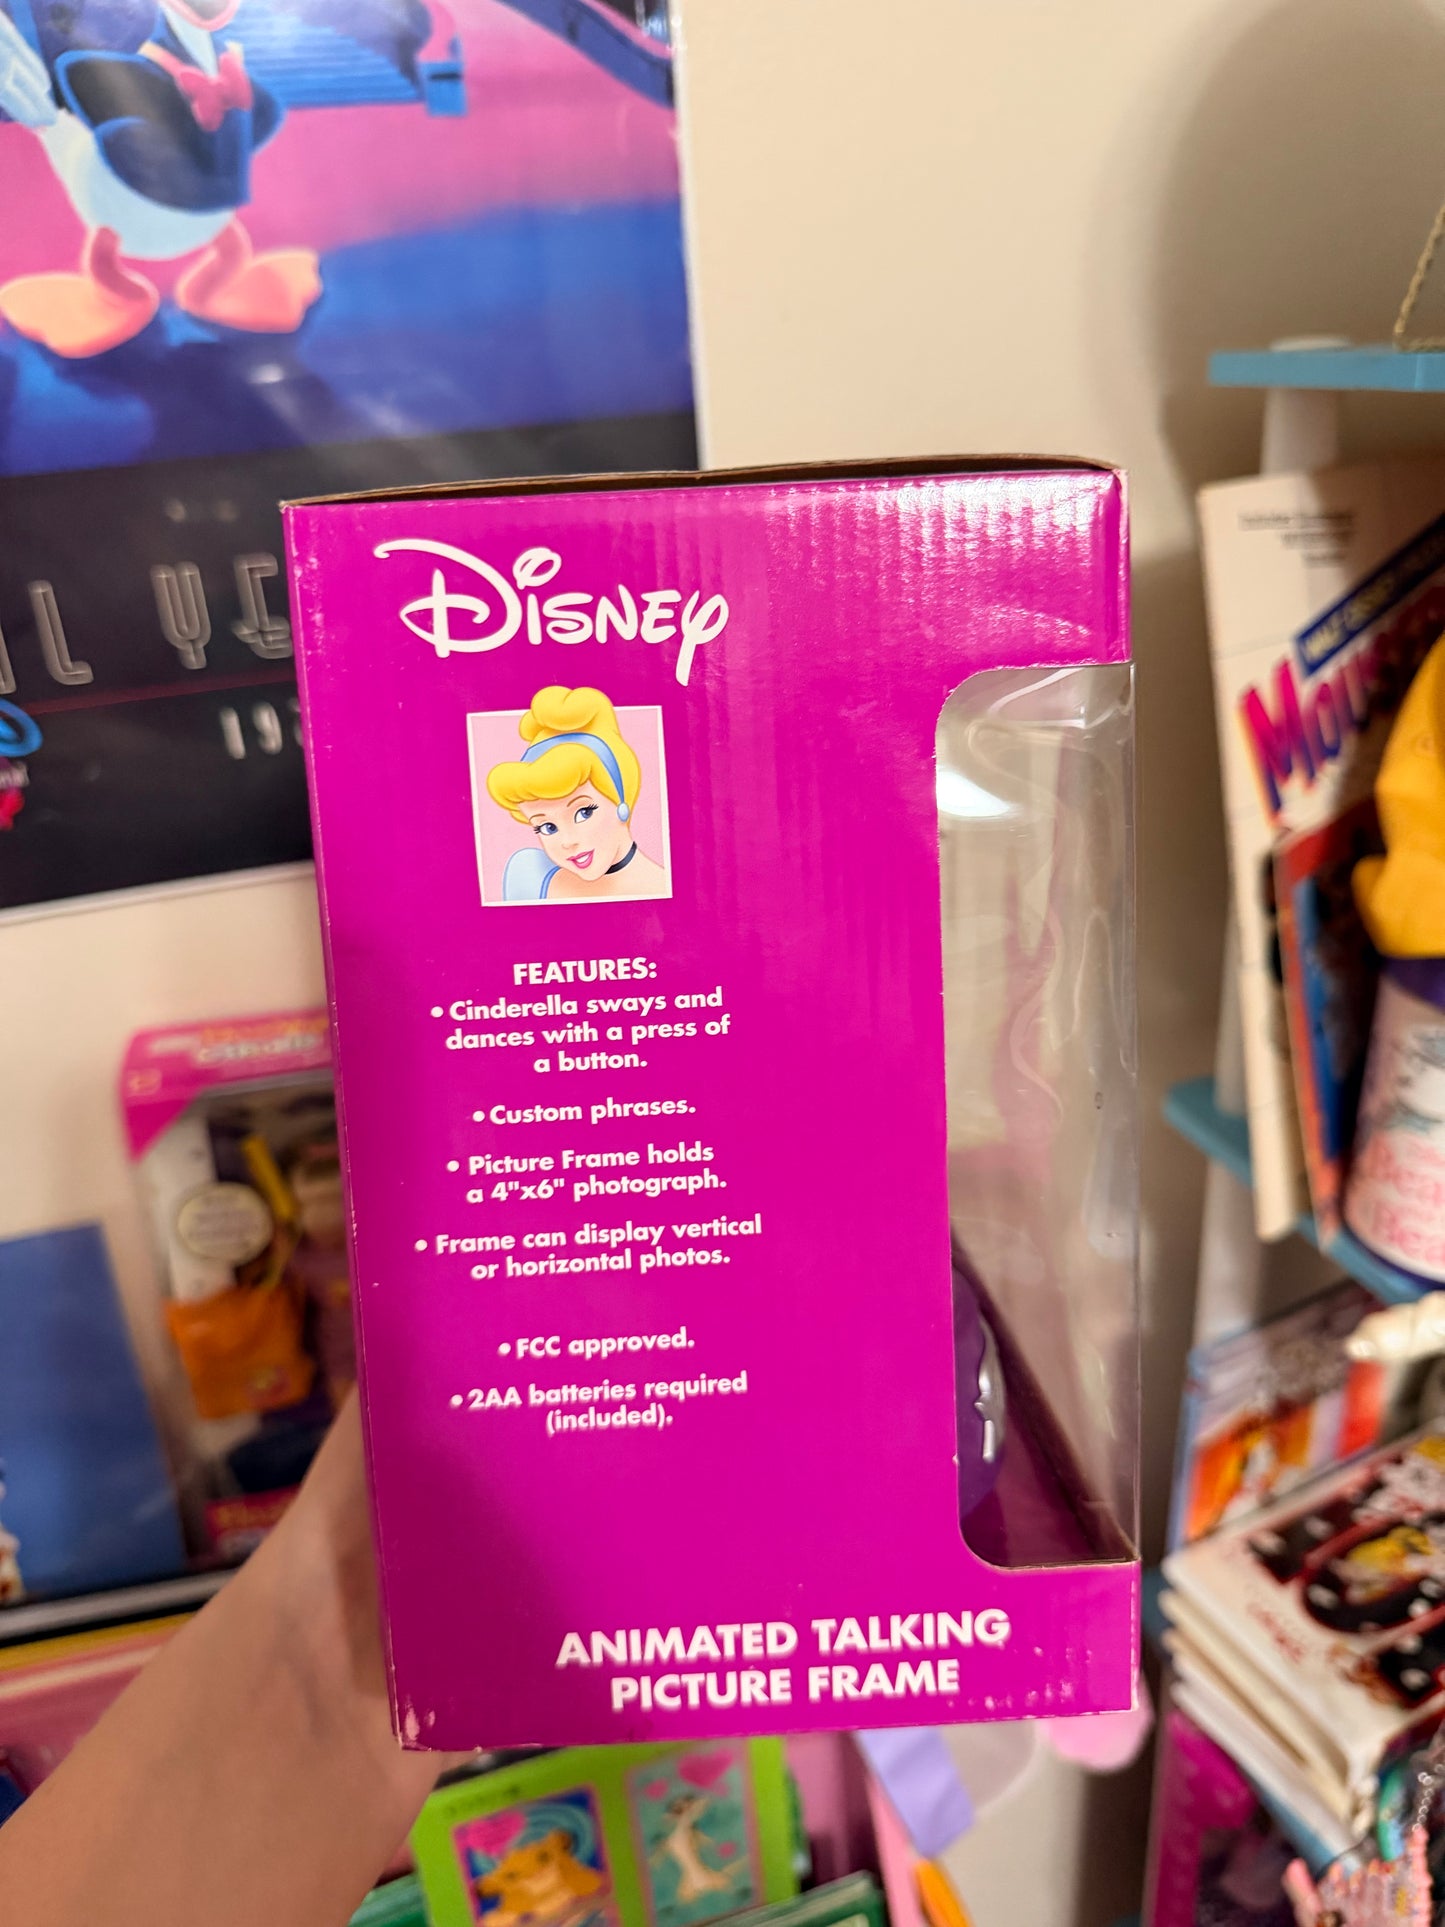 DISNEY
FEATURES:
• Cinderella sways and
dances with a press of
a button.
• Custom phrases.
• Picture Frame holds
a 4"x6" photograph.
• Frame can display vertical
or horizontal photos.
• FCC approved.
• 2AA batteries required
(included).
ANIMATED TALKING
PICTURE FRAME